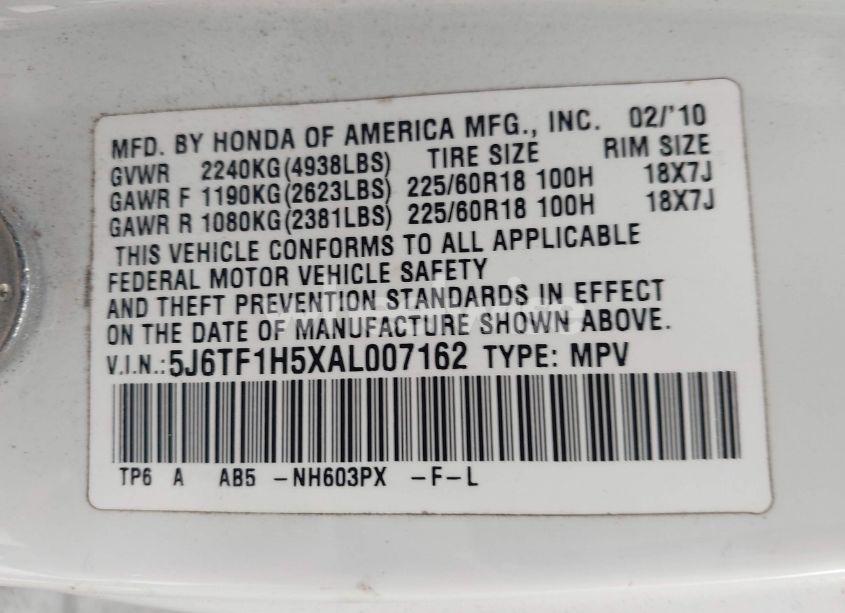 MFD. BY HONDA OF AMERICA MFG., INC. 02/'10
GVWR 2240KG(4938LBS) TIRE SIZE RIM SIZE
GAWR F 1190KG(2623LBS) 225/60R18 100H 18X7J
GAWR R 1080KG(2381LBS) 225/60R18 100H 18X7J
THIS VEHICLE CONFORMS TO ALL APPLICABLE
FEDERAL MOTOR VEHICLE SAFETY
AND THEFT PREVENTION STANDARDS IN EFFECT
ON THE DATE OF MANUFACTURE SHOWN ABOVE.
V.I.N.:5J6TF1H5XAL007162 TYPE: MPV
TP6 A AB5 -NH603PX -F-L